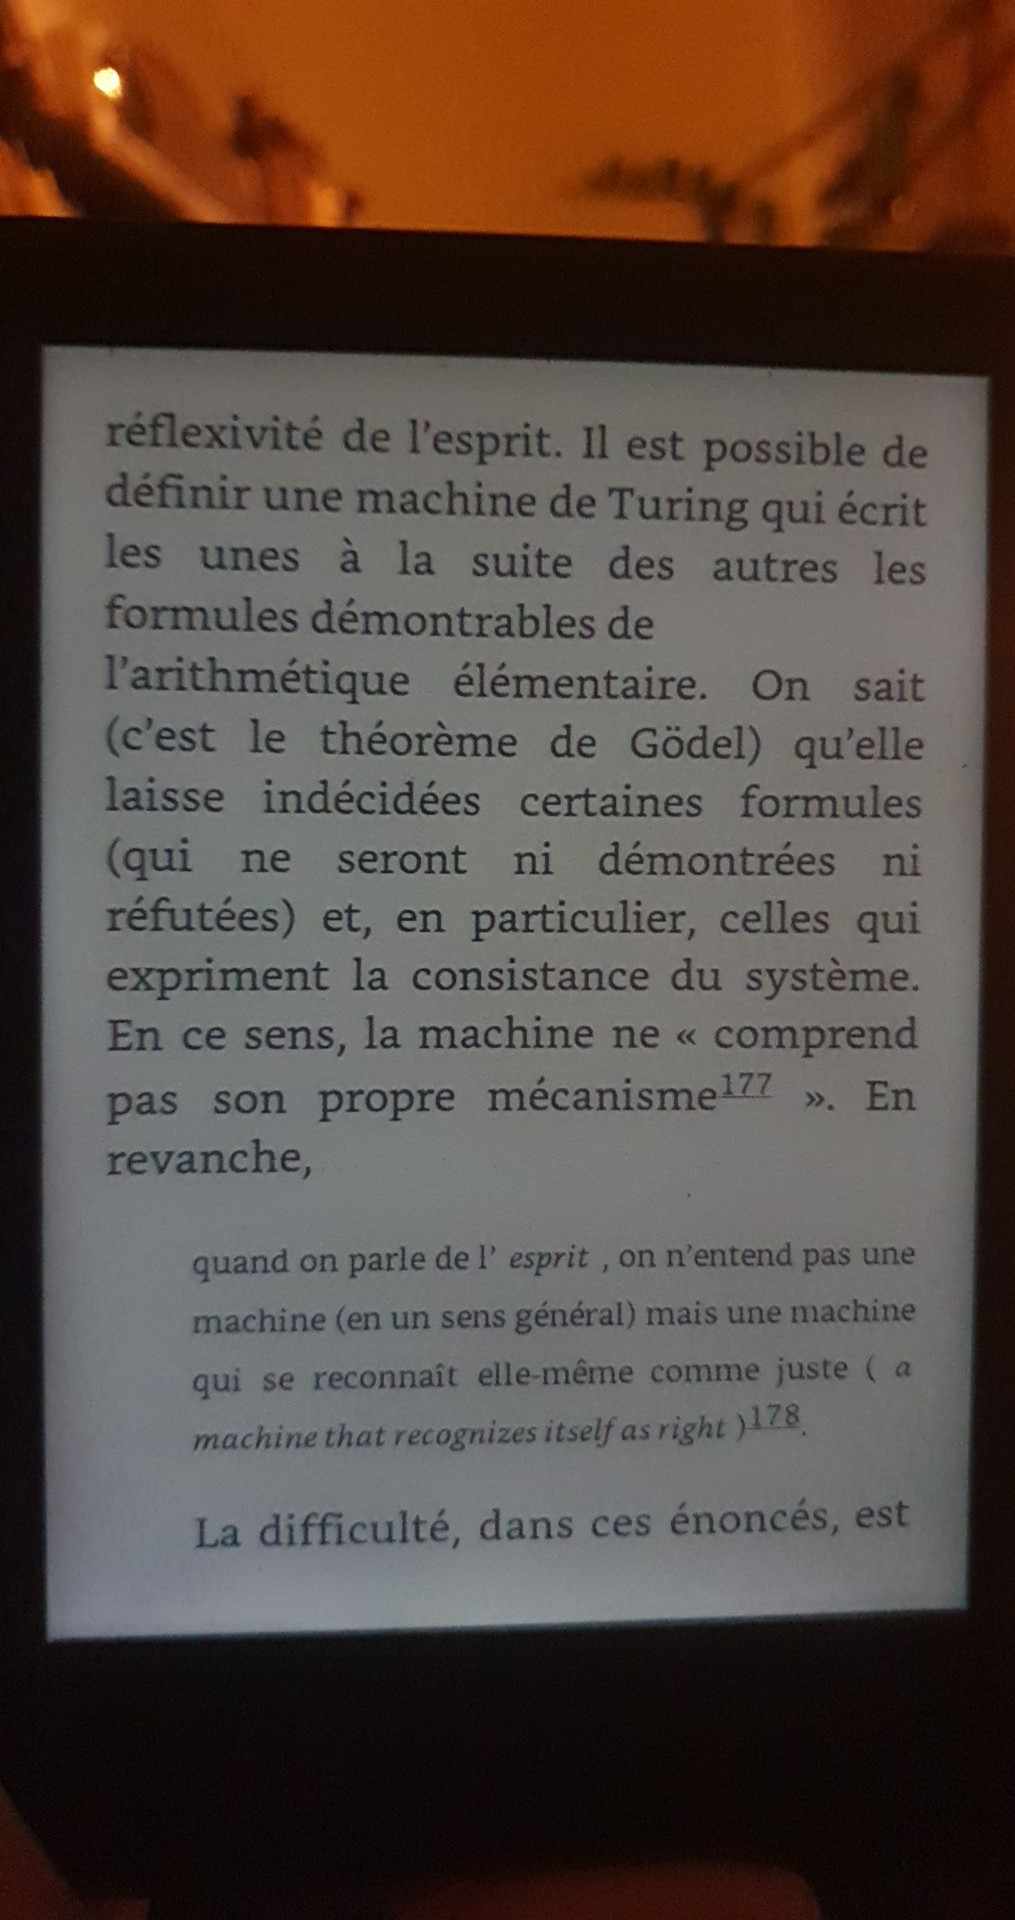 réflexivité de l'esprit. Il est possible de
définir une machine de Turing qui écrit
les unes à la suite des autres les
formules démontrables de
l'arithmétique élémentaire. On sait
(c'est le théorème de Gödel) qu'elle
laisse indécidées certaines formules
(qui ne seront ni démontrées ni
réfutées) et, en particulier, celles qui
expriment la consistance du système.
En ce sens, la machine ne « comprend
pas son propre mécanisme177 ». En
revanche,
quand on parle de l' esprit , on n'entend pas une
machine (en un sens général) mais une machine
qui se reconnaît elle-même comme juste ( a
machine that recognizes itself as right )178.
La difficulté, dans ces énoncés, est